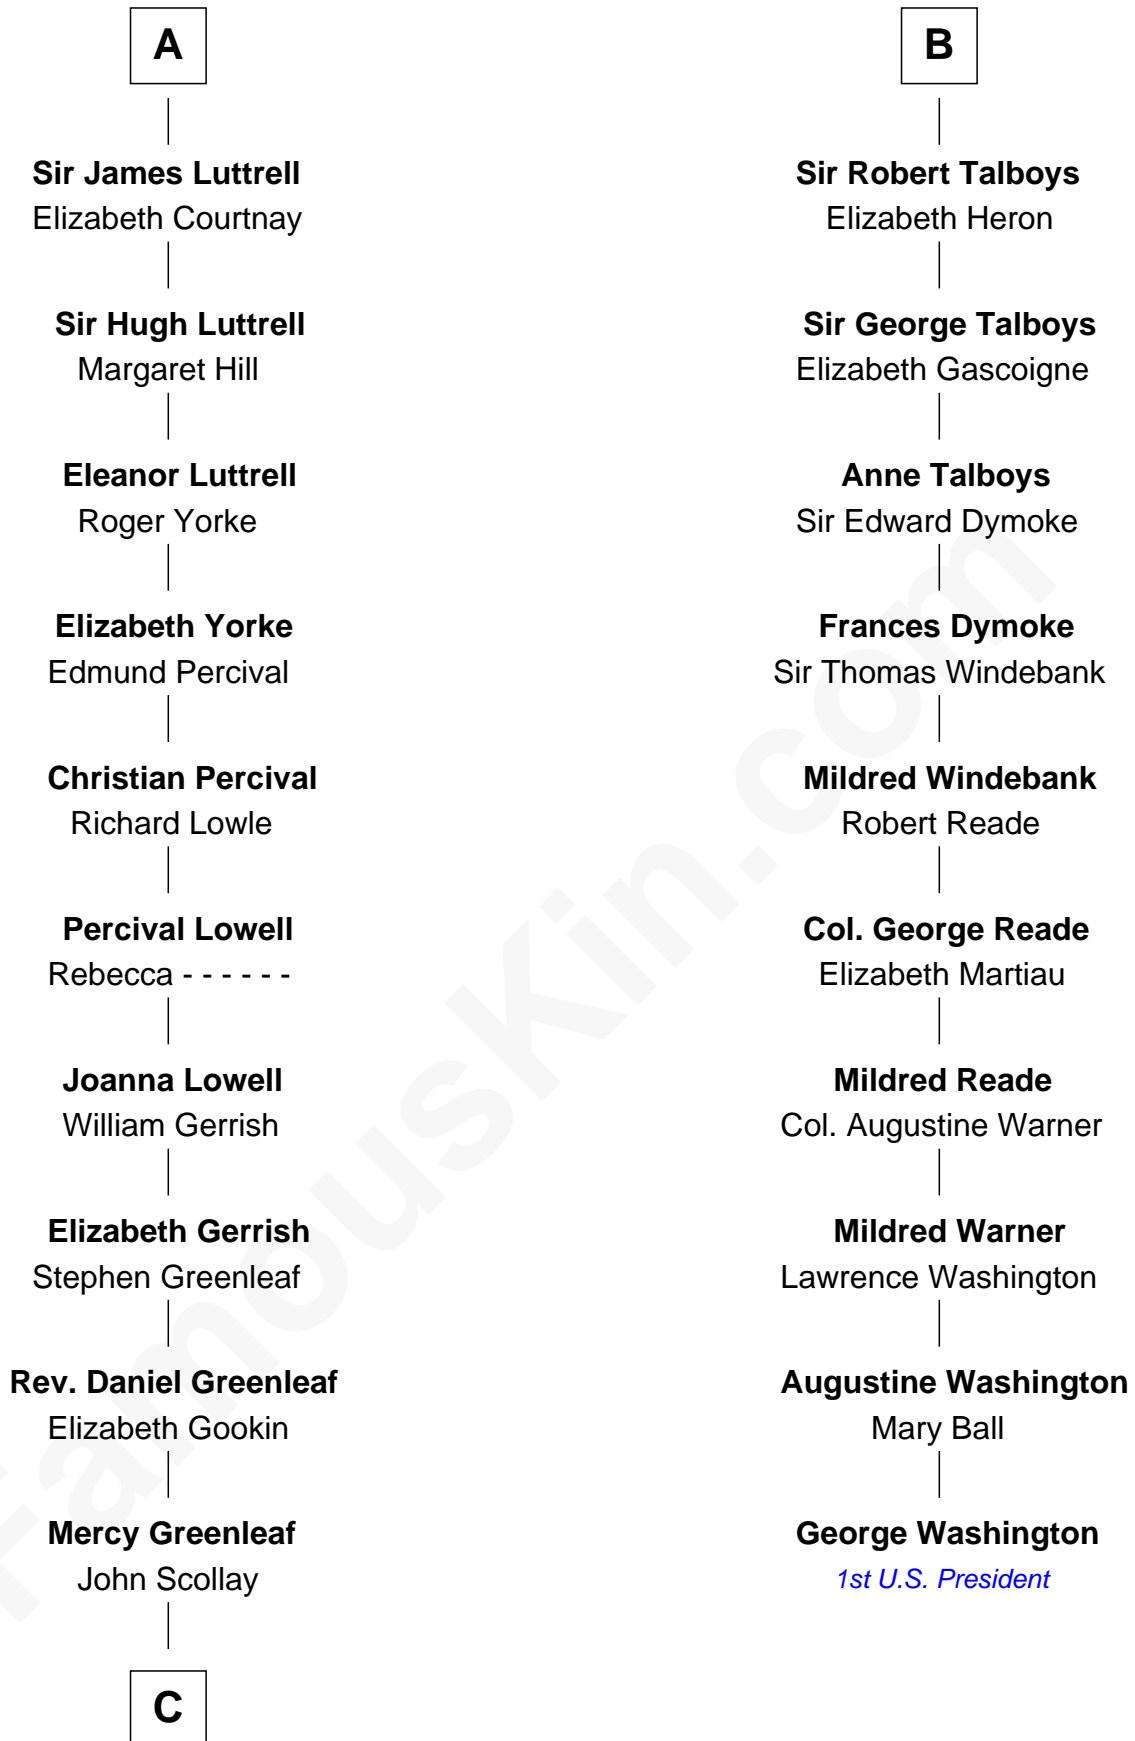 A
Sir James Luttrell
Elizabeth Courtnay
Sir Hugh Luttrell
Margaret Hill
Eleanor Luttrell
Roger Yorke
Elizabeth Yorke
Edmund Percival
Christian Percival
Richard Lowle
Percival Lowell
Rebecca - - - - - -
Joanna Lowell
William Gerrish
Elizabeth Gerrish
Stephen Greenleaf
Rev. Daniel Greenleaf
Elizabeth Gookin
Mercy Greenleaf
John Scollay
C
B
Sir Robert Talboys
Elizabeth Heron
Sir George Talboys
Elizabeth Gascoigne
Anne Talboys
Sir Edward Dymoke
Frances Dymoke
Sir Thomas Windebank
Mildred Windebank
Robert Reade
Col. George Reade
Elizabeth Martiau
Mildred Reade
Col. Augustine Warner
Mildred Warner
Lawrence Washington
Augustine Washington
Mary Ball
George Washington
1st U.S. President
FamousKin.com